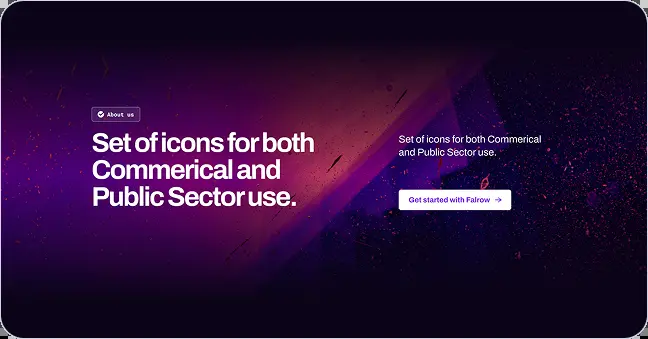 About us
Set of icons for both
Commerical and
Public Sector use.
Set of icons for both Commerical
and Public Sector use.
Get started with Falrow